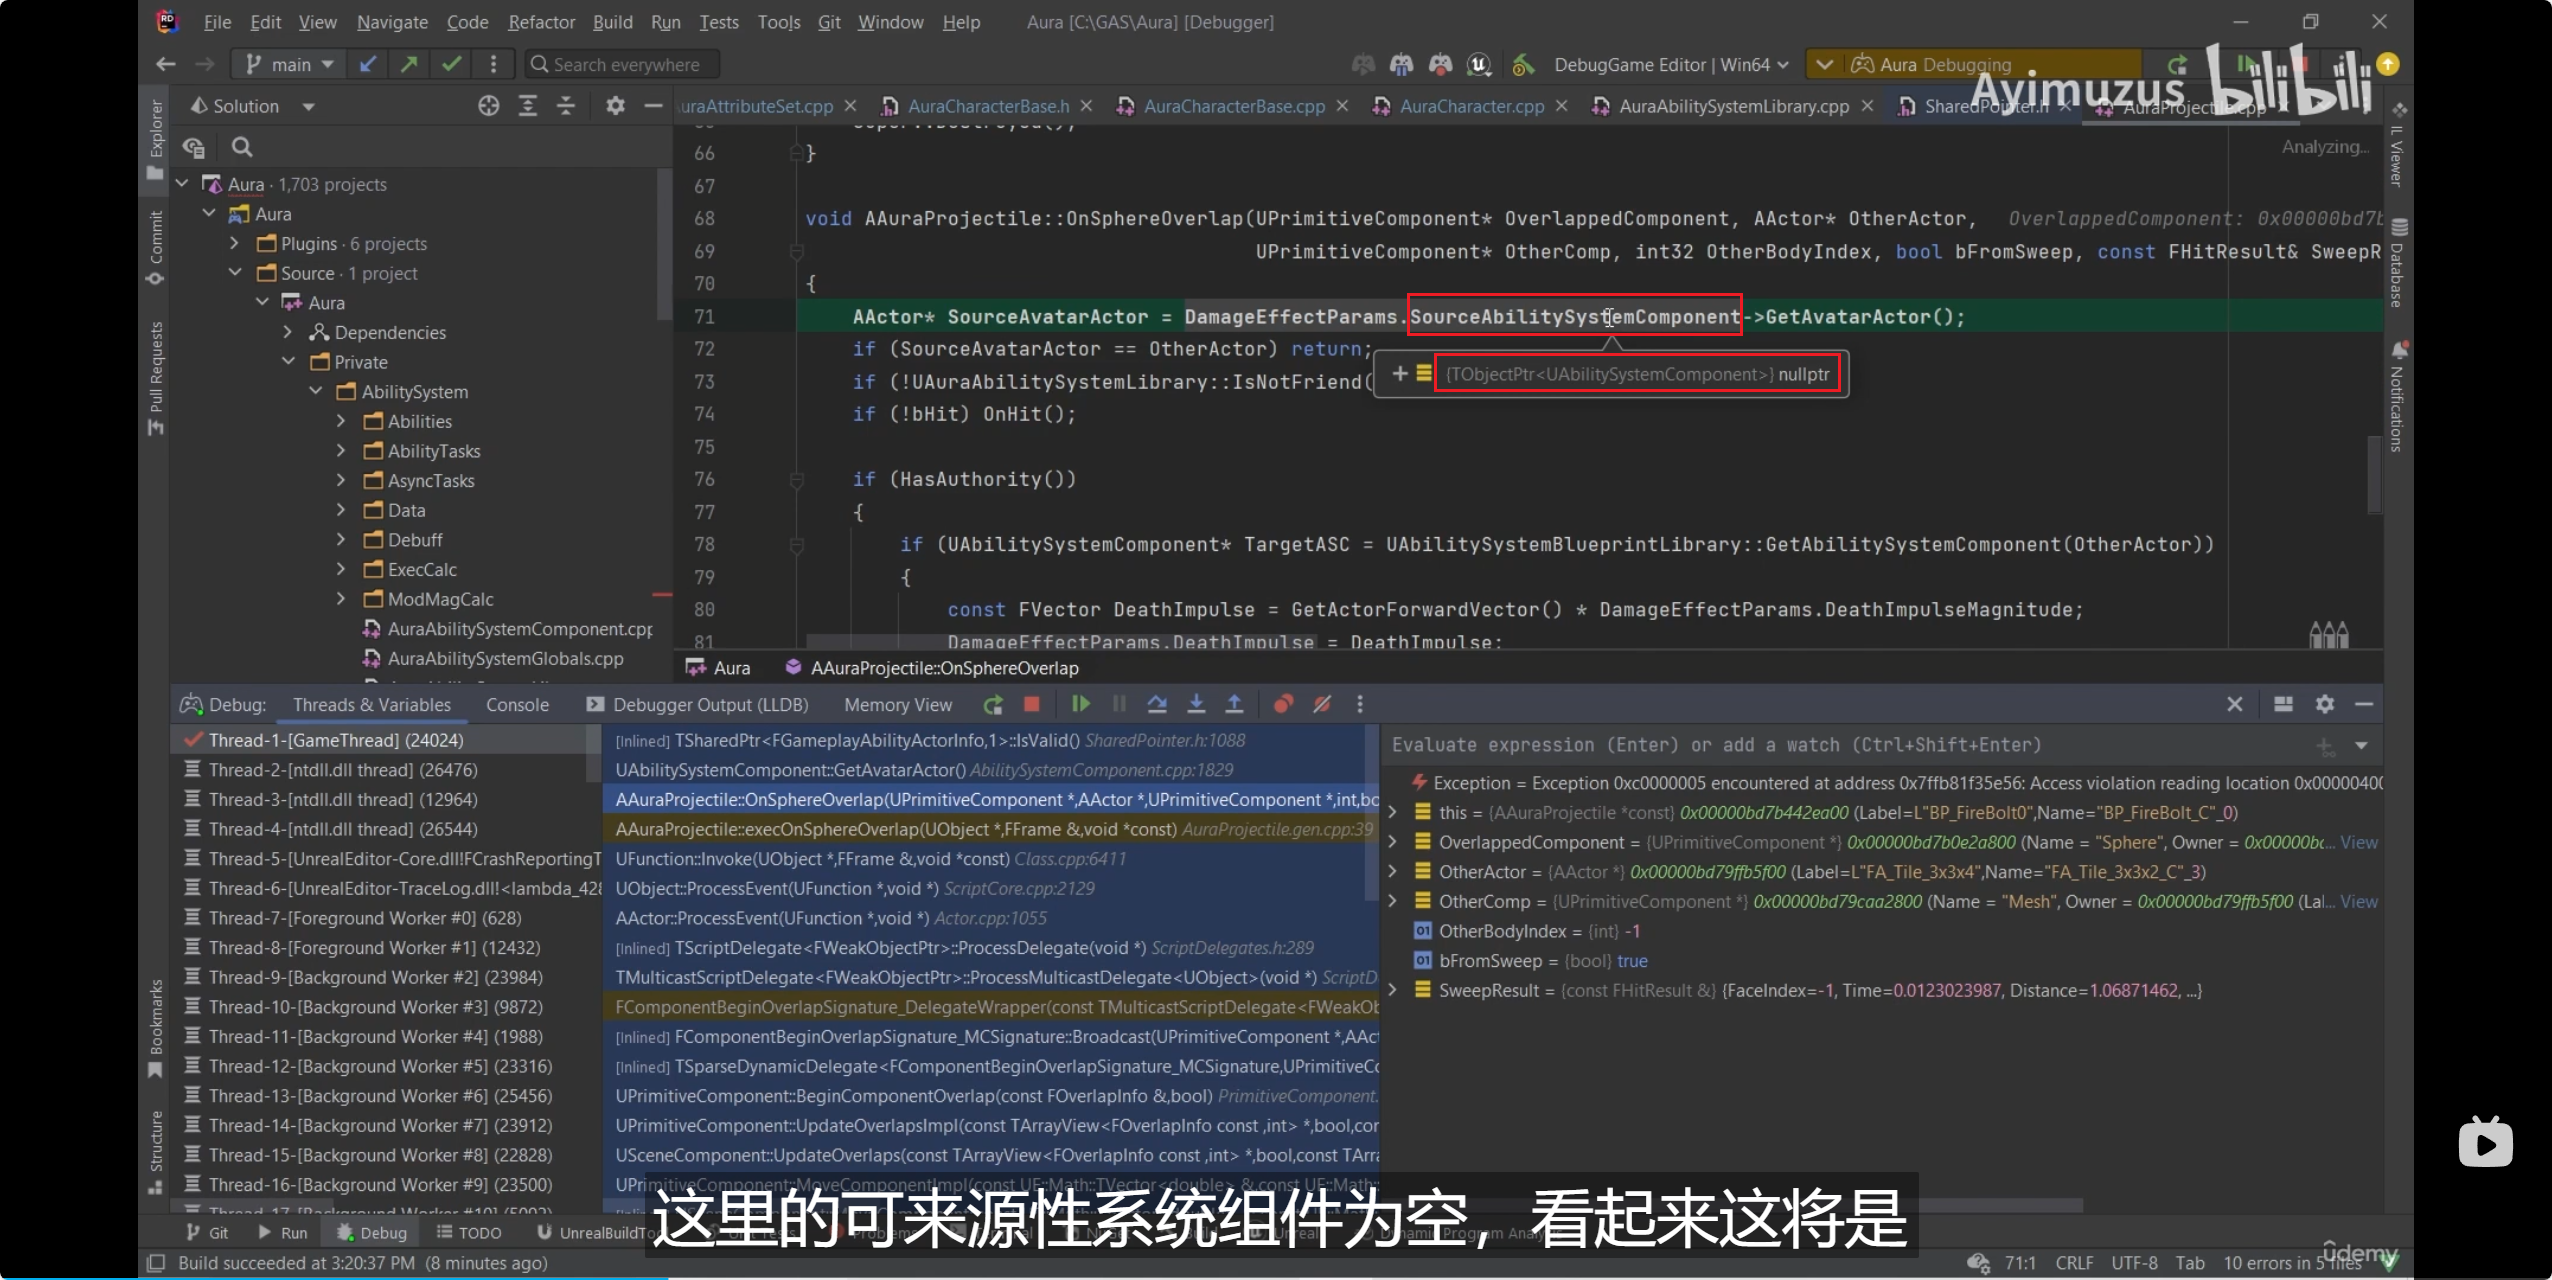 File Edit View Navigate Code Refactor Build Run Tests Tools Git Window Help Aura [C:\GAS\Aura] [Debugger]
main Search everywhere DebugGame Editor | Win64 Aura Debugging
Ayimuzus bilibili
Solution uraAttributeSet.cpp AuraCharacterBase.h AuraCharacterBase.cpp AuraCharacter.cpp AuraAbilitySystemLibrary.cpp SharedPointer.h AuraProjectile.cpp
Explorer
Commit
Pull Requests
Bookmarks
Structure
Aura · 1,703 projects
Aura
Plugins · 6 projects
Source · 1 project
Aura
Dependencies
Private
AbilitySystem
Abilities
AbilityTasks
AsyncTasks
Data
Debuff
ExecCalc
ModMagCalc
AuraAbilitySystemComponent.cpp
AuraAbilitySystemGlobals.cpp
Analyzing...
66 }
67
68 void AAuraProjectile::OnSphereOverlap(UPrimitiveComponent* OverlappedComponent, AActor* OtherActor, OverlappedComponent: 0x00000bd7b
69 UPrimitiveComponent* OtherComp, int32 OtherBodyIndex, bool bFromSweep, const FHitResult& SweepR
70 {
71 AActor* SourceAvatarActor = DamageEffectParams.SourceAbilitySystemComponent->GetAvatarActor();
72 if (SourceAvatarActor == OtherActor) return;
73 if (!UAuraAbilitySystemLibrary::IsNotFriend(
{TObjectPtr<UAbilitySystemComponent>} nullptr
74 if (!bHit) OnHit();
75
76 if (HasAuthority())
77 {
78 if (UAbilitySystemComponent* TargetASC = UAbilitySystemBlueprintLibrary::GetAbilitySystemComponent(OtherActor))
79 {
80 const FVector DeathImpulse = GetActorForwardVector() * DamageEffectParams.DeathImpulseMagnitude;
81 DamageEffectParams.DeathImpulse = DeathImpulse;
Aura AAuraProjectile::OnSphereOverlap
IL Viewer
Database
Notifications
Debug: Threads & Variables Console Debugger Output (LLDB) Memory View
Thread-1-[GameThread] (24024)
Thread-2-[ntdll.dll thread] (26476)
Thread-3-[ntdll.dll thread] (12964)
Thread-4-[ntdll.dll thread] (26544)
Thread-5-[UnrealEditor-Core.dll!FCrashReportingT
Thread-6-[UnrealEditor-TraceLog.dll!<lambda_428
Thread-7-[Foreground Worker #0] (628)
Thread-8-[Foreground Worker #1] (12432)
Thread-9-[Background Worker #2] (23984)
Thread-10-[Background Worker #3] (9872)
Thread-11-[Background Worker #4] (1988)
Thread-12-[Background Worker #5] (23316)
Thread-13-[Background Worker #6] (25456)
Thread-14-[Background Worker #7] (23912)
Thread-15-[Background Worker #8] (22828)
Thread-16-[Background Worker #9] (23500)
[Inlined] TSharedPtr<FGameplayAbilityActorInfo,1>::IsValid() SharedPointer.h:1088
UAbilitySystemComponent::GetAvatarActor() AbilitySystemComponent.cpp:1829
AAuraProjectile::OnSphereOverlap(UPrimitiveComponent *,AActor *,UPrimitiveComponent *,int,bo
AAuraProjectile::execOnSphereOverlap(UObject *,FFrame &,void *const) AuraProjectile.gen.cpp:39
UFunction::Invoke(UObject *,FFrame &,void *const) Class.cpp:6411
UObject::ProcessEvent(UFunction *,void *) ScriptCore.cpp:2129
AActor::ProcessEvent(UFunction *,void *) Actor.cpp:1055
[Inlined] TScriptDelegate<FWeakObjectPtr>::ProcessDelegate(void *) ScriptDelegates.h:289
TMulticastScriptDelegate<FWeakObjectPtr>::ProcessMulticastDelegate<UObject>(void *) ScriptD
FComponentBeginOverlapSignature_DelegateWrapper(const TMulticastScriptDelegate<FWeakOb
[Inlined] FComponentBeginOverlapSignature_MCSignature::Broadcast(UPrimitiveComponent *,AAct
[Inlined] TSparseDynamicDelegate<FComponentBeginOverlapSignature_MCSignature,UPrimitiveCo
UPrimitiveComponent::BeginComponentOverlap(const FOverlapInfo &,bool) PrimitiveComponent.
UPrimitiveComponent::UpdateOverlapsImpl(const TArrayView<FOverlapInfo const ,int> *,bool,con
USceneComponent::UpdateOverlaps(const TArrayView<FOverlapInfo const ,int> *,bool,const TArra
Evaluate expression (Enter) or add a watch (Ctrl+Shift+Enter)
Exception = Exception 0xc0000005 encountered at address 0x7ffb81f35e56: Access violation reading location 0x00000400
this = {AAuraProjectile *const} 0x00000bd7b442ea00 (Label=L"BP_FireBolt0",Name="BP_FireBolt_C"_0)
OverlappedComponent = {UPrimitiveComponent *} 0x00000bd7b0e2a800 (Name = "Sphere", Owner = 0x00000bc... View
OtherActor = {AActor *} 0x00000bd79ffb5f00 (Label=L"FA_Tile_3x3x4",Name="FA_Tile_3x3x2_C"_3)
OtherComp = {UPrimitiveComponent *} 0x00000bd79caa2800 (Name = "Mesh", Owner = 0x00000bd79ffb5f00 (Lal... View
OtherBodyIndex = {int} -1
bFromSweep = {bool} true
SweepResult = {const FHitResult &} {FaceIndex=-1, Time=0.0123023987, Distance=1.06871462, ...}
这里的可来源性系统组件为空，看起来这将是
Git Run Debug TODO UnrealBuildTo
Build succeeded at 3:20:37 PM (8 minutes ago) 71:1 CRLF UTF-8 Tab 10 errors in 5 files
ûdemy